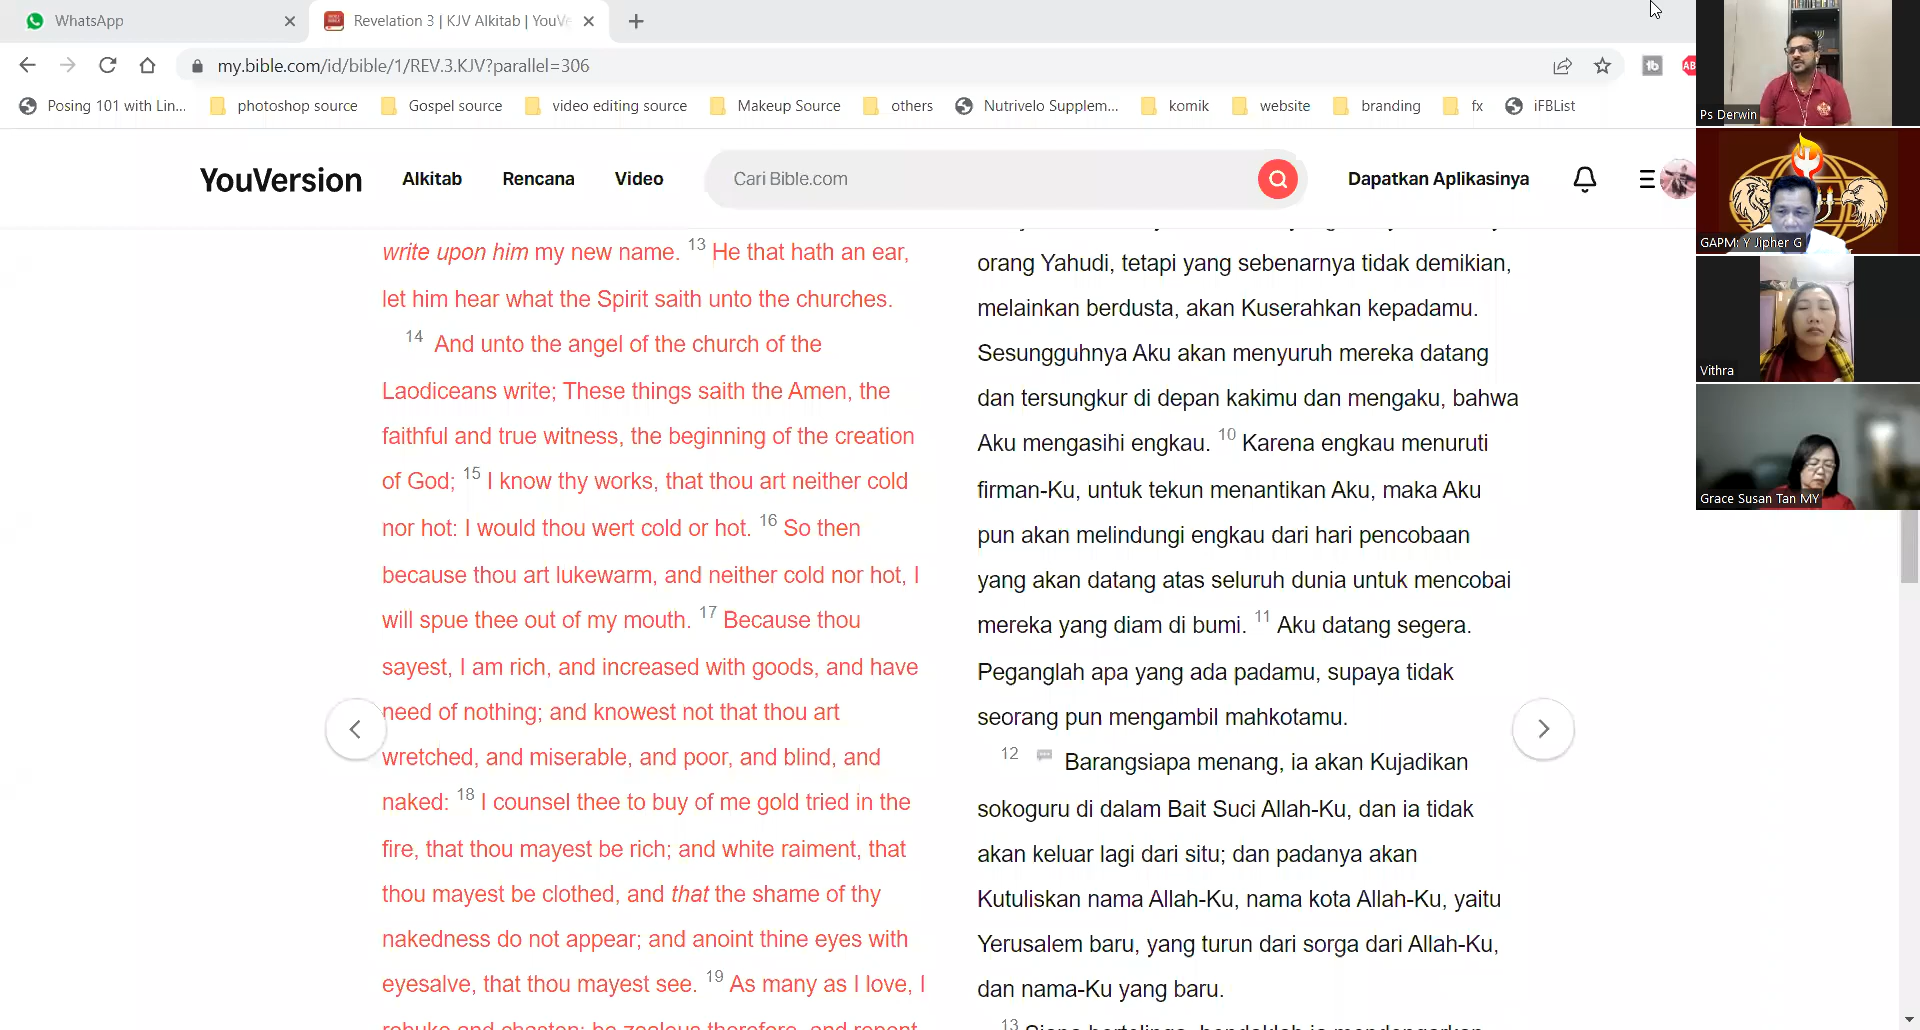 WhatsApp
Revelation 3 | KJV Alkitab | YouVe
my.bible.com/id/bible/1/REV.3.KJV?parallel=306
Posing 101 with Lin...
photoshop source
Gospel source
video editing source
Makeup Source
others
Nutrivelo Supplem...
komik
website
branding
fx
iFBList
YouVersion
Alkitab
Rencana
Video
Cari Bible.com
Dapatkan Aplikasinya
write upon him my new name. 13 He that hath an ear,
let him hear what the Spirit saith unto the churches.
14 And unto the angel of the church of the
Laodiceans write; These things saith the Amen, the
faithful and true witness, the beginning of the creation
of God; 15 I know thy works, that thou art neither cold
nor hot: I would thou wert cold or hot. 16 So then
because thou art lukewarm, and neither cold nor hot, I
will spue thee out of my mouth. 17 Because thou
sayest, I am rich, and increased with goods, and have
need of nothing; and knowest not that thou art
wretched, and miserable, and poor, and blind, and
naked: 18 I counsel thee to buy of me gold tried in the
fire, that thou mayest be rich; and white raiment, that
thou mayest be clothed, and that the shame of thy
nakedness do not appear; and anoint thine eyes with
eyesalve, that thou mayest see. 19 As many as I love, I
rebuke and chasten: be zealous therefore, and repent
orang Yahudi, tetapi yang sebenarnya tidak demikian,
melainkan berdusta, akan Kuserahkan kepadamu.
Sesungguhnya Aku akan menyuruh mereka datang
dan tersungkur di depan kakimu dan mengaku, bahwa
Aku mengasihi engkau. 10 Karena engkau menuruti
firman-Ku, untuk tekun menantikan Aku, maka Aku
pun akan melindungi engkau dari hari pencobaan
yang akan datang atas seluruh dunia untuk mencobai
mereka yang diam di bumi. 11 Aku datang segera.
Peganglah apa yang ada padamu, supaya tidak
seorang pun mengambil mahkotamu.
12 Barangsiapa menang, ia akan Kujadikan
sokoguru di dalam Bait Suci Allah-Ku, dan ia tidak
akan keluar lagi dari situ; dan padanya akan
Kutuliskan nama Allah-Ku, nama kota Allah-Ku, yaitu
Yerusalem baru, yang turun dari sorga dari Allah-Ku,
dan nama-Ku yang baru.
13 Siapa bertelinga, hendaklah ia mendengarkan
Ps Derwin
GAPM: Y Jipher G
Vithra
Grace Susan Tan MY